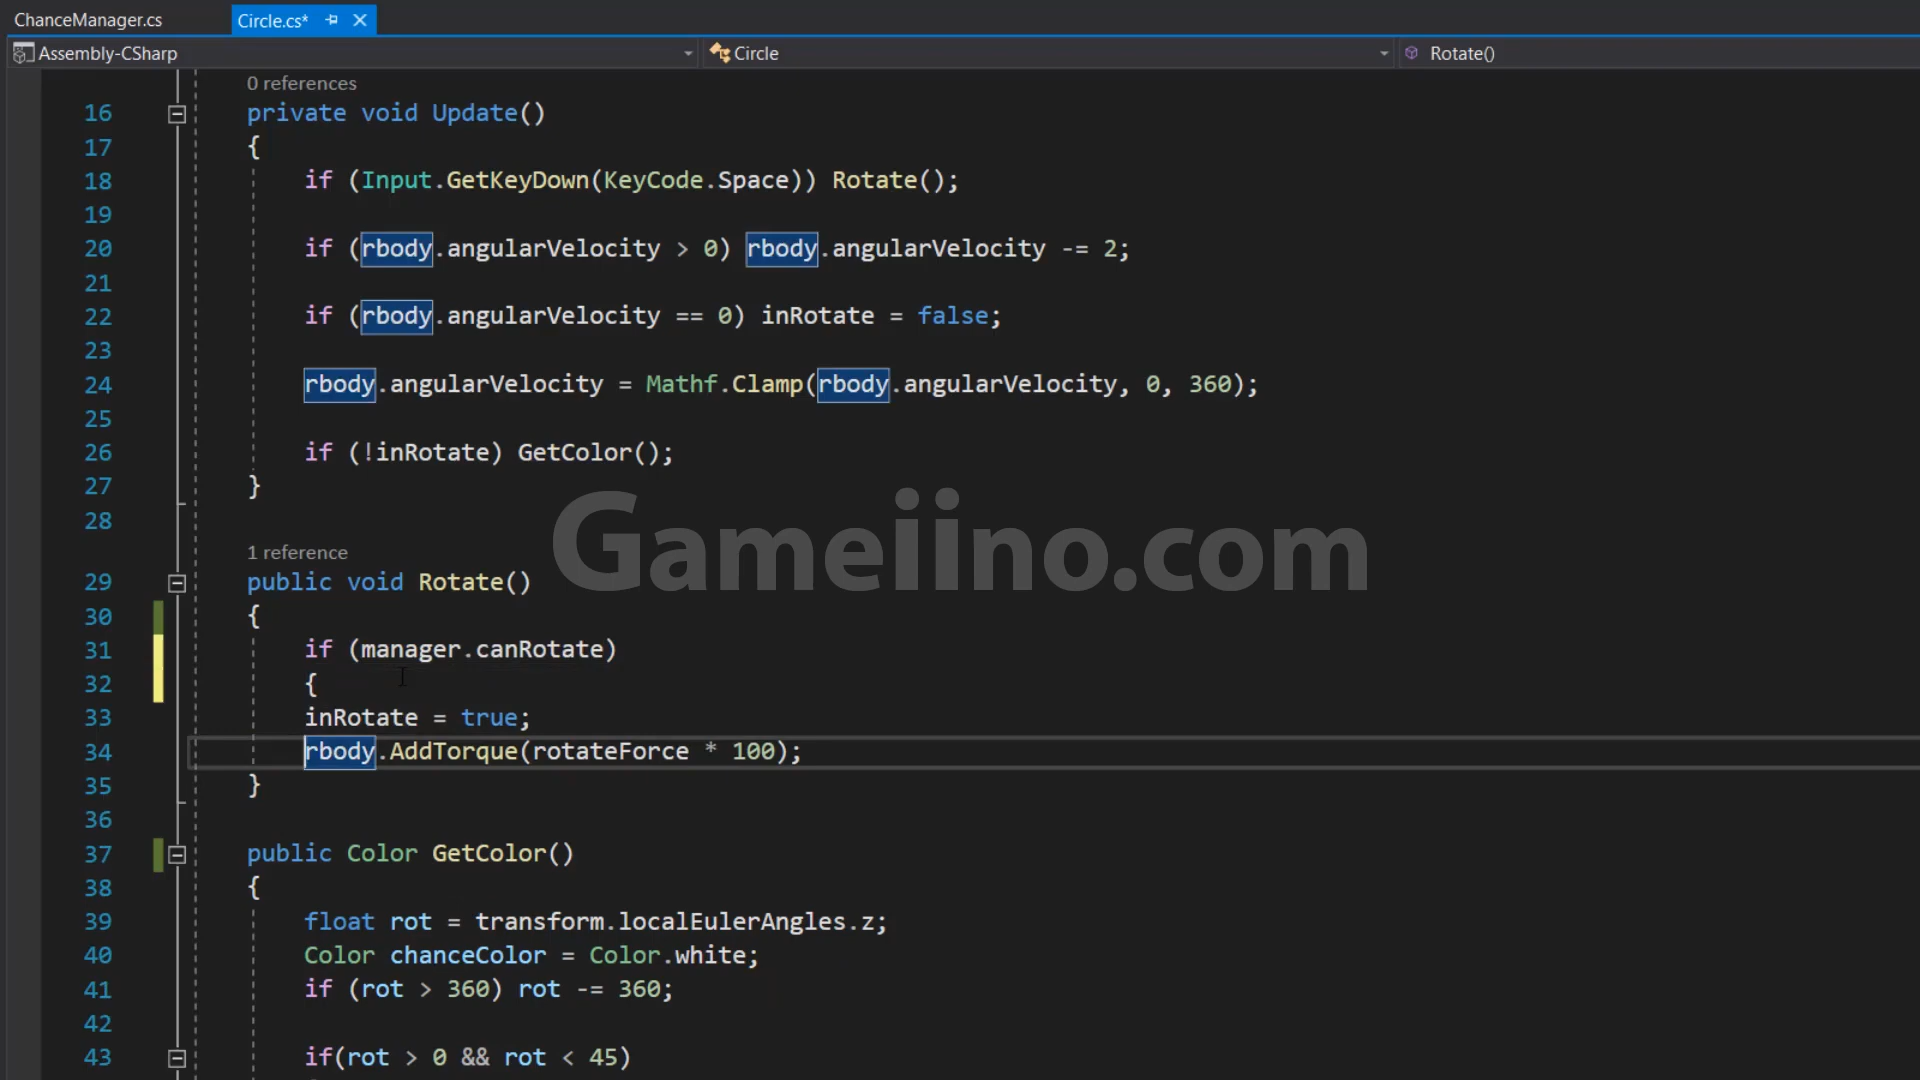 ChanceManager.cs
Circle.cs*
Assembly-CSharp
Circle
Rotate()
0 references
16 private void Update()
17 {
18 if (Input.GetKeyDown(KeyCode.Space)) Rotate();
19
20 if (rbody.angularVelocity > 0) rbody.angularVelocity -= 2;
21
22 if (rbody.angularVelocity == 0) inRotate = false;
23
24 rbody.angularVelocity = Mathf.Clamp(rbody.angularVelocity, 0, 360);
25
26 if (!inRotate) GetColor();
27 }
28
Gameiino.com
1 reference
29 public void Rotate()
30 {
31 if (manager.canRotate)
32 {
33 inRotate = true;
34 rbody.AddTorque(rotateForce * 100);
35 }
36
37 public Color GetColor()
38 {
39 float rot = transform.localEulerAngles.z;
40 Color chanceColor = Color.white;
41 if (rot > 360) rot -= 360;
42
43 if(rot > 0 && rot < 45)